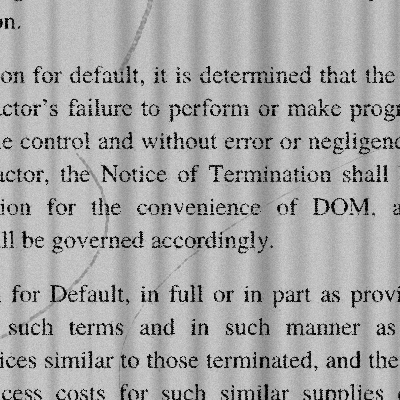 on.
on for default, it is determined that the
actor's failure to perform or make progr
e control and without error or negligenc
actor, the Notice of Termination shall
ion for the convenience of DOM, a
ll be governed accordingly.
for Default, in full or in part as provi
such terms and in such manner as
ices similar to those terminated, and the
cess costs for such similar supplies